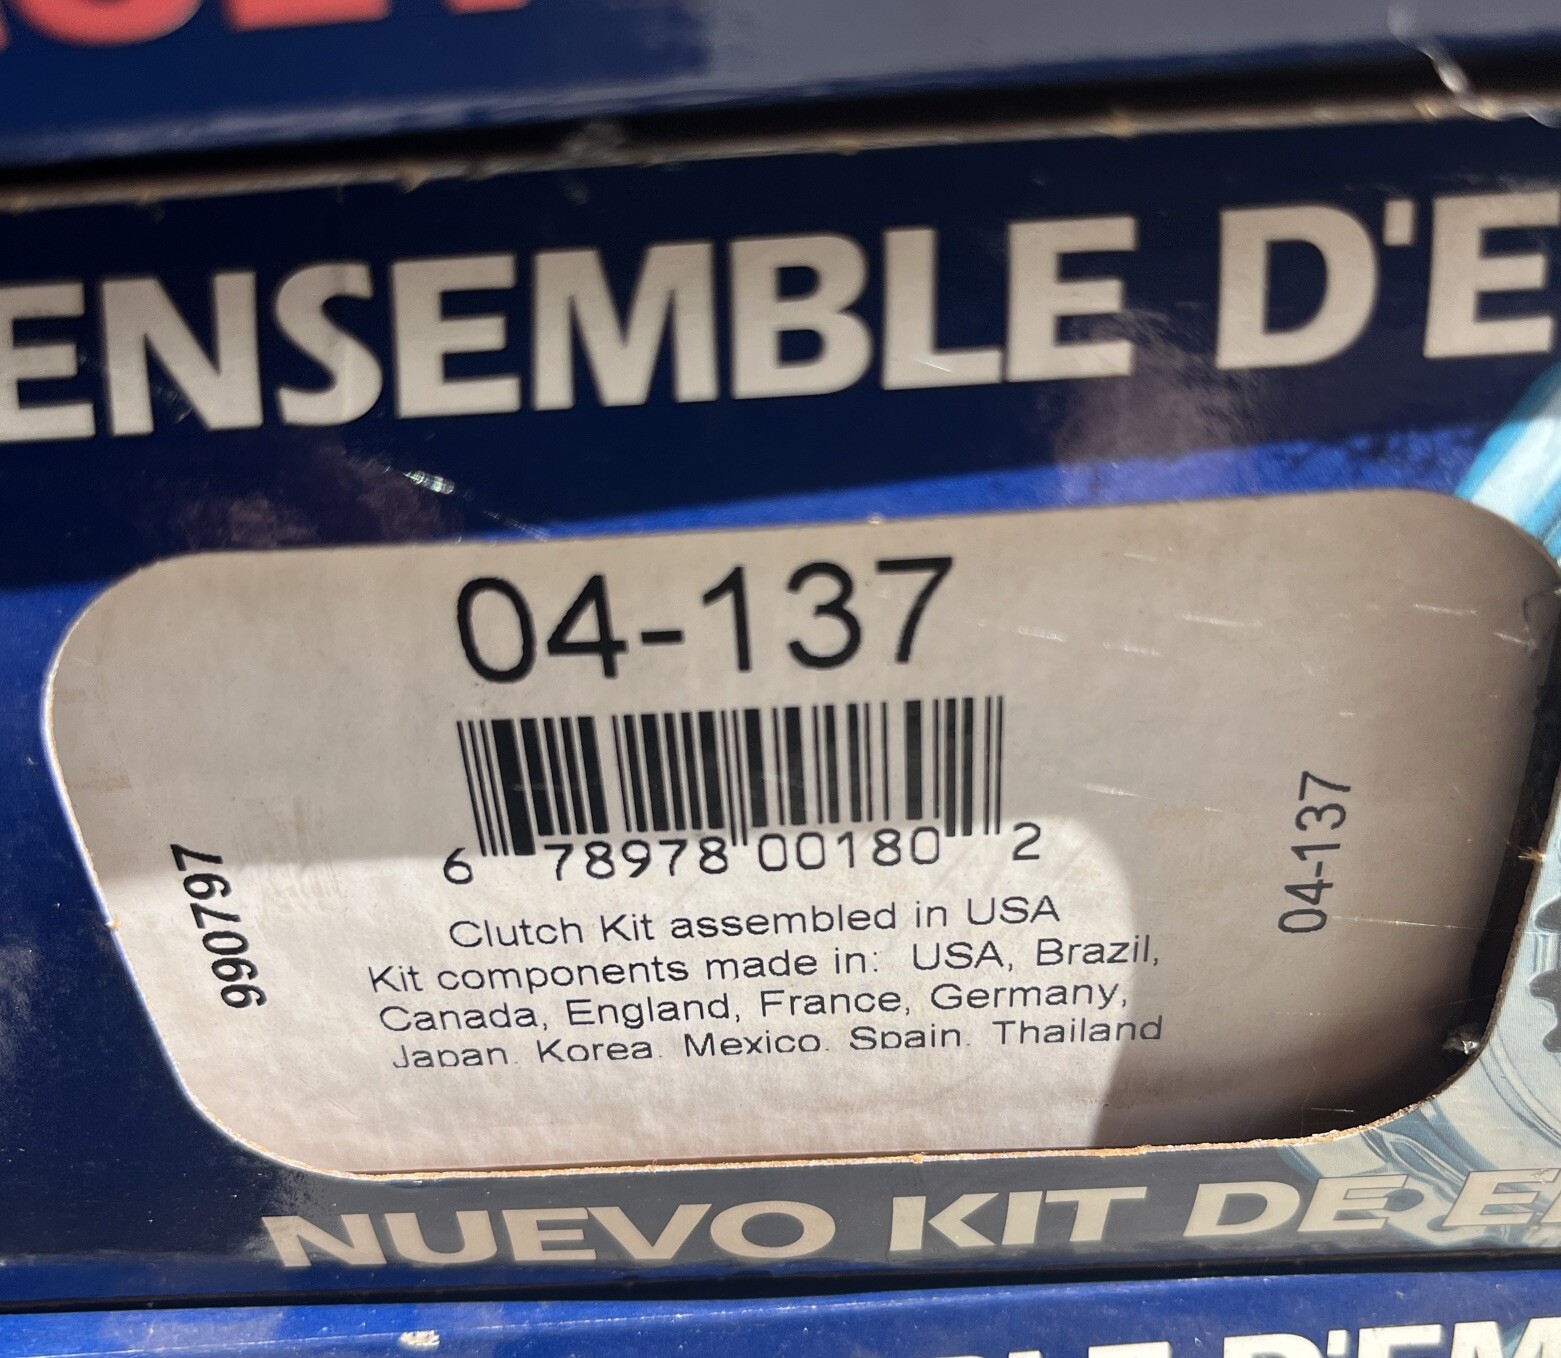 ENSEMBLE D'E
04-137
6 78978 00180 2
990797
04-137
Clutch Kit assembled in USA
Kit components made in: USA, Brazil,
Canada, England, France, Germany,
Japan, Korea, Mexico, Spain, Thailand
NUEVO KIT DE E
D'EM